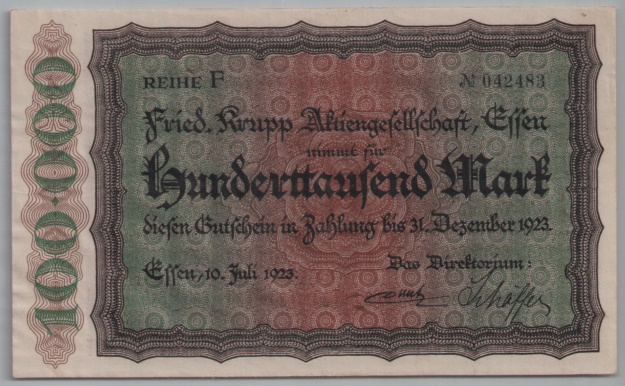 100·000
REIHE F
№ 042483
Fried. Krupp Aktiengesellschaft, Essen
nimmt für
Hunderttausend Mark
diesen Gutschein in Zahlung bis 31. Dezember 1923.
Essen, 10. Juli 1923.
Das Direktorium:
Schäffer